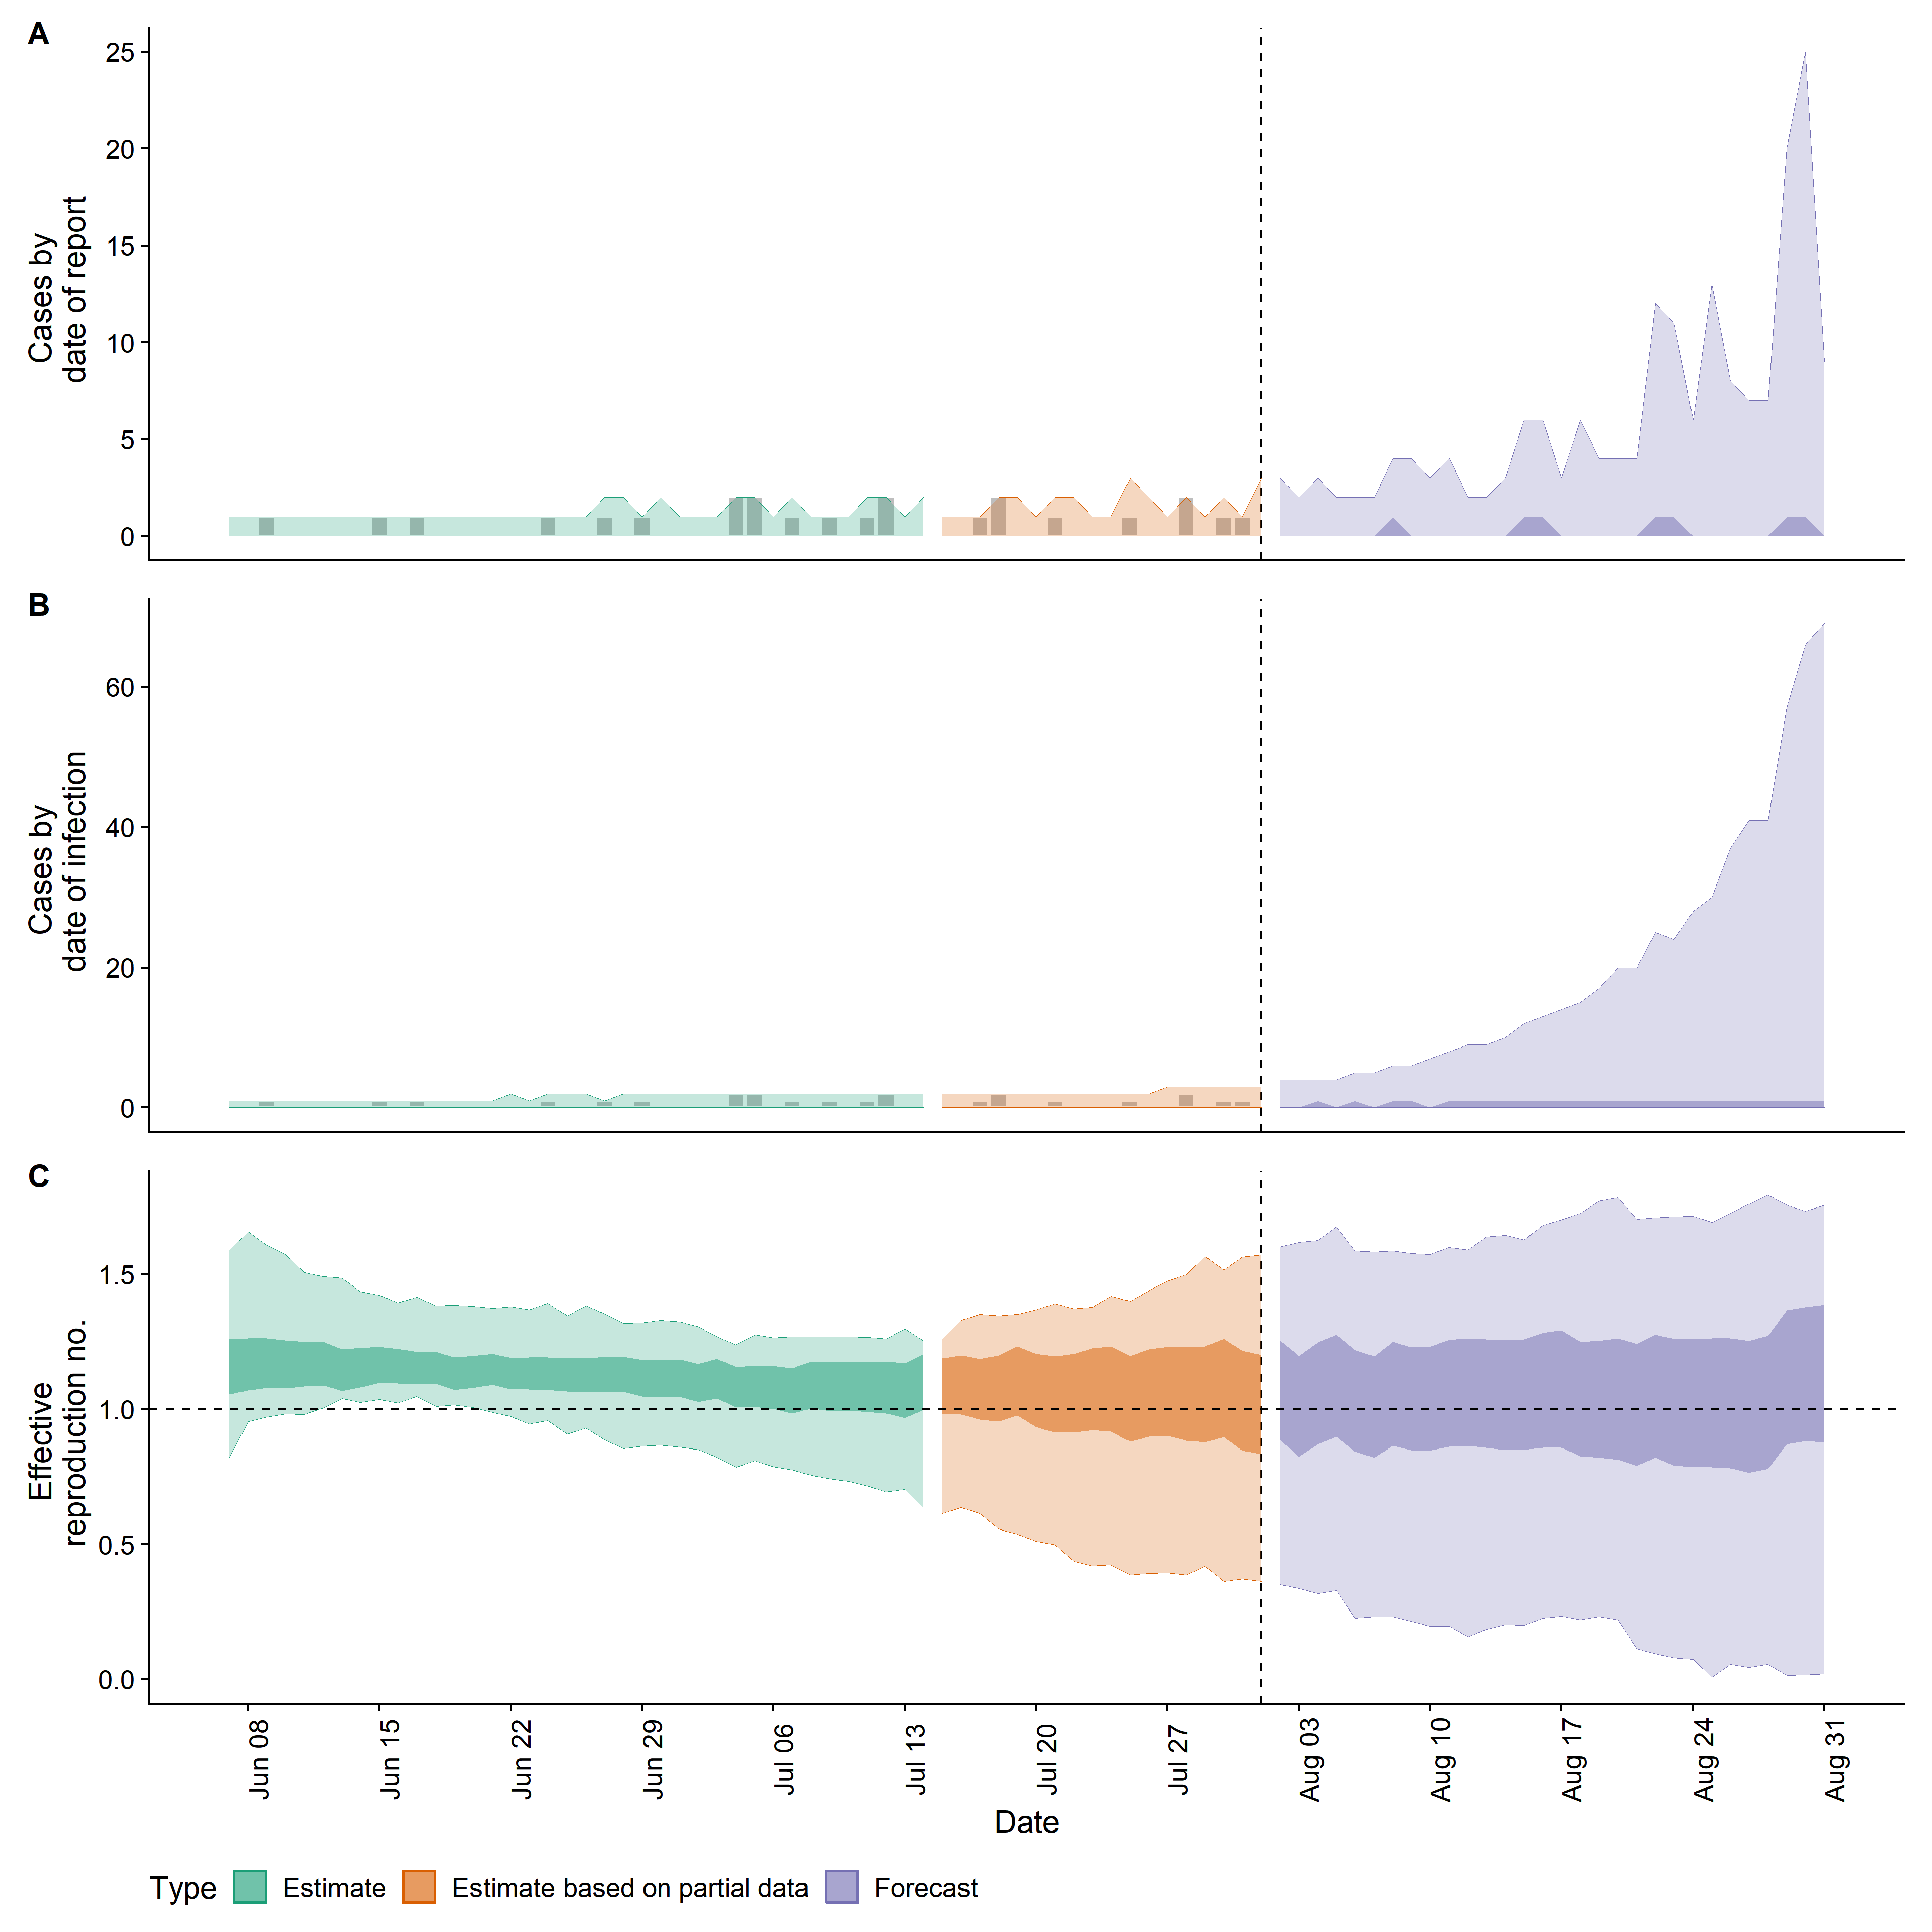 A
25
20
15
10
5
0
Cases by
date of report
B
60
40
20
0
Cases by
date of infection
C
1.5
1.0
0.5
0.0
Effective
reproduction no.
Jun 08
Jun 15
Jun 22
Jun 29
Jul 06
Jul 13
Jul 20
Jul 27
Aug 03
Aug 10
Aug 17
Aug 24
Aug 31
Date
Type Estimate Estimate based on partial data Forecast